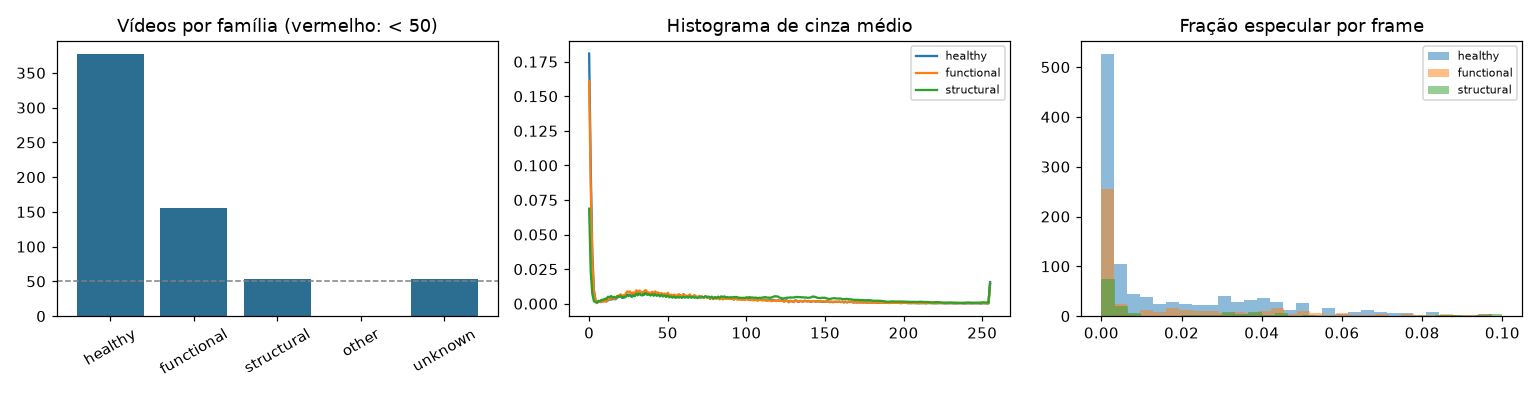 Vídeos por família (vermelho: < 50)
350
300
250
200
150
100
50
0
healthy
functional
structural
other
unknown
Histograma de cinza médio
0.175
0.150
0.125
0.100
0.075
0.050
0.025
0.000
0
50
100
150
200
250
healthy
functional
structural
Fração especular por frame
500
400
300
200
100
0
0.00
0.02
0.04
0.06
0.08
0.10
healthy
functional
structural